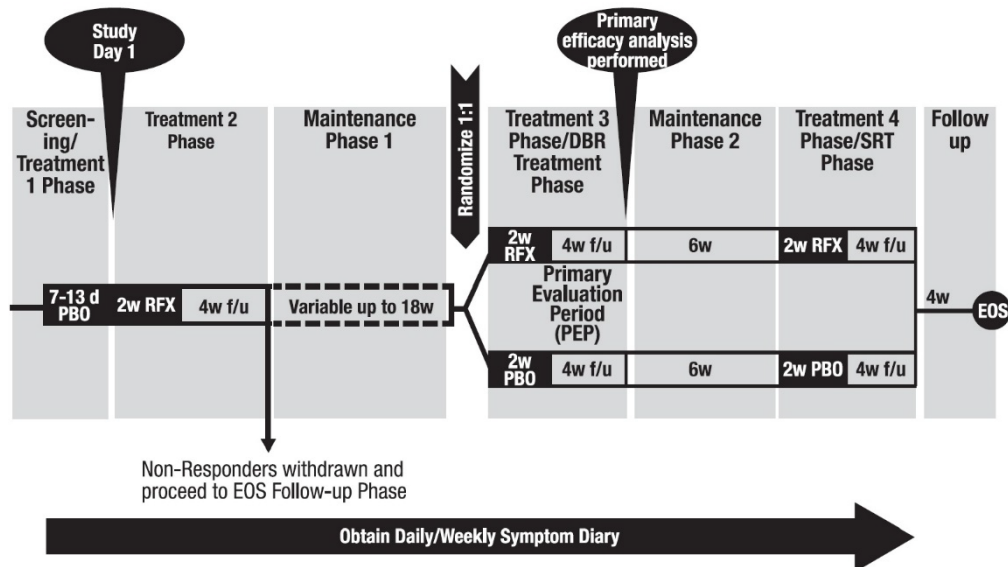 Study
Day 1
Primary
efficacy analysis
performed
Randomize 1:1
Screen-
ing/
Treatment
1 Phase
Treatment 2
Phase
Maintenance
Phase 1
Treatment 3
Phase/DBR
Treatment
Phase
Maintenance
Phase 2
Treatment 4
Phase/SRT
Phase
Follow
up
2w
RFX
4w f/u
6w
2w RFX
4w f/u
7-13 d
PBO
2w RFX
4w f/u
Variable up to 18w
Primary
Evaluation
Period
(PEP)
4w
EOS
2w
PBO
4w f/u
6w
2w PBO
4w f/u
Non-Responders withdrawn and
proceed to EOS Follow-up Phase
Obtain Daily/Weekly Symptom Diary